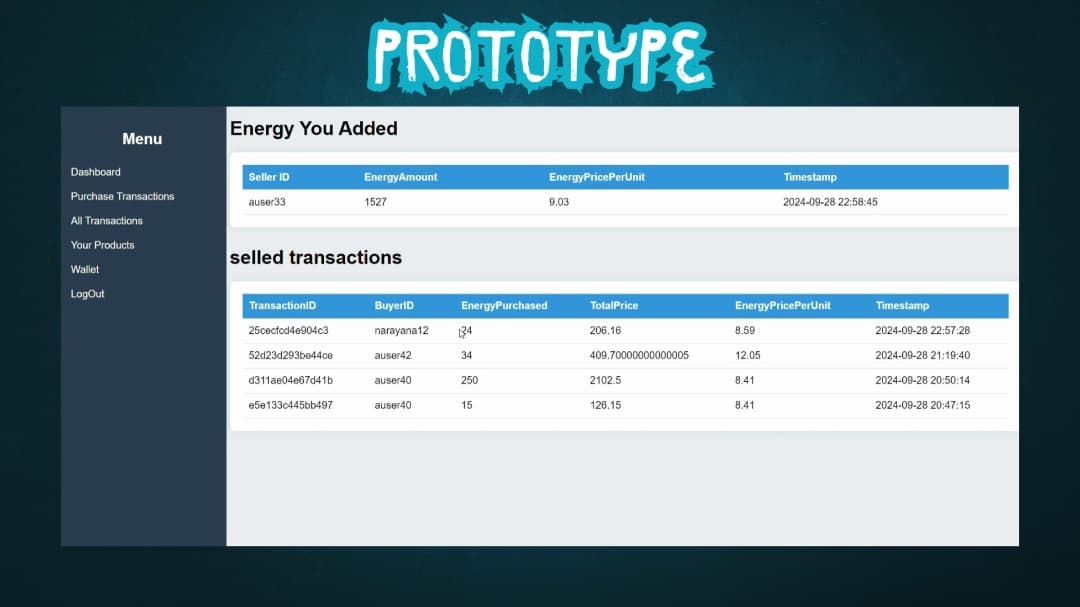 PROTOTYPE
Menu
Dashboard
Purchase Transactions
All Transactions
Your Products
Wallet
LogOut
Energy You Added
Seller ID EnergyAmount EnergyPricePerUnit Timestamp
auser33 1527 9.03 2024-09-28 22:58:45
selled transactions
TransactionID BuyerID EnergyPurchased TotalPrice EnergyPricePerUnit Timestamp
25cecfcd4e904c3 narayana12 24 206.16 8.59 2024-09-28 22:57:28
52d23d293be44ce auser42 34 409.70000000000005 12.05 2024-09-28 21:19:40
d311ae04e67d41b auser40 250 2102.5 8.41 2024-09-28 20:50:14
e5e133c445bb497 auser40 15 126.15 8.41 2024-09-28 20:47:15